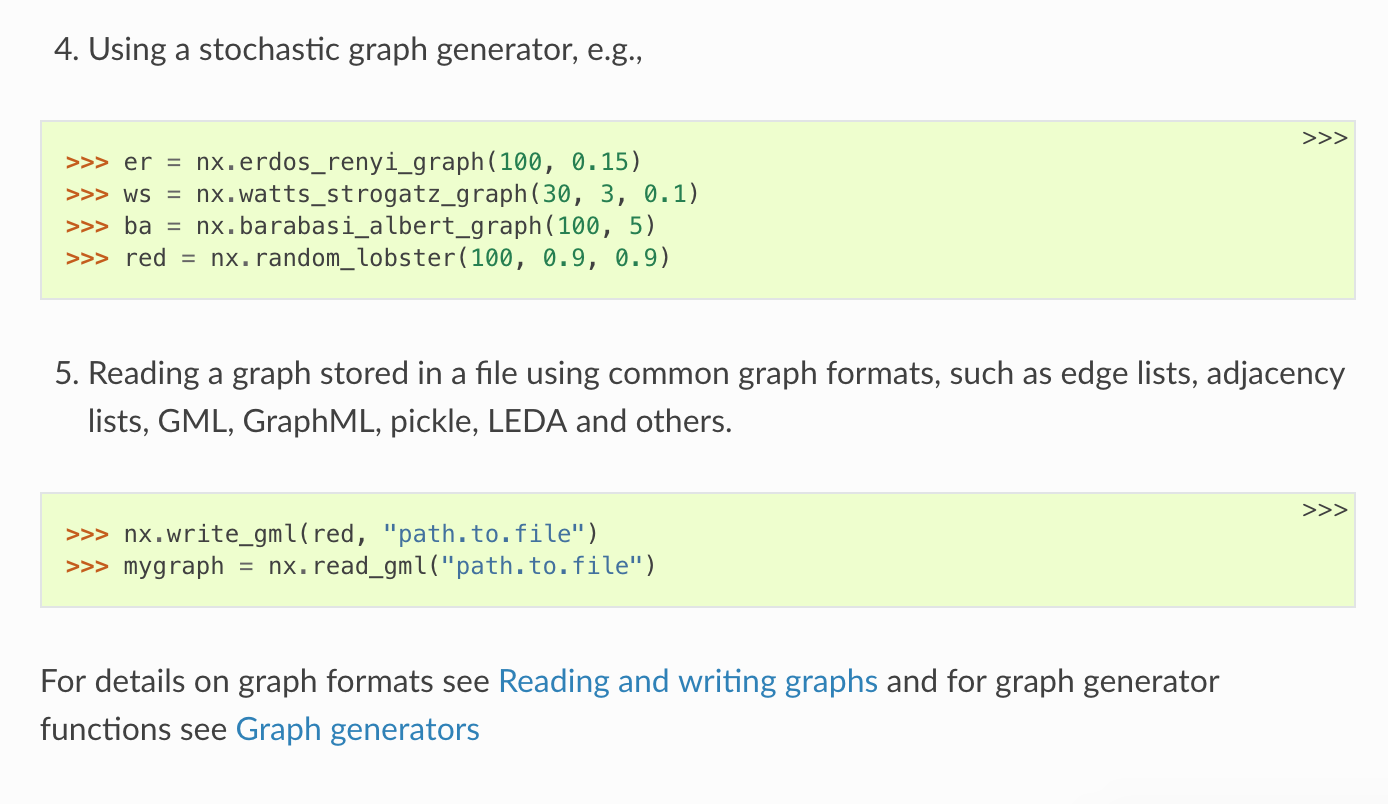 4. Using a stochastic graph generator, e.g.,
>>>
>>> er = nx.erdos_renyi_graph(100, 0.15)
>>> ws = nx.watts_strogatz_graph(30, 3, 0.1)
>>> ba = nx.barabasi_albert_graph(100, 5)
>>> red = nx.random_lobster(100, 0.9, 0.9)
5. Reading a graph stored in a file using common graph formats, such as edge lists, adjacency
lists, GML, GraphML, pickle, LEDA and others.
>>>
>>> nx.write_gml(red, "path.to.file")
>>> mygraph = nx.read_gml("path.to.file")
For details on graph formats see Reading and writing graphs and for graph generator
functions see Graph generators